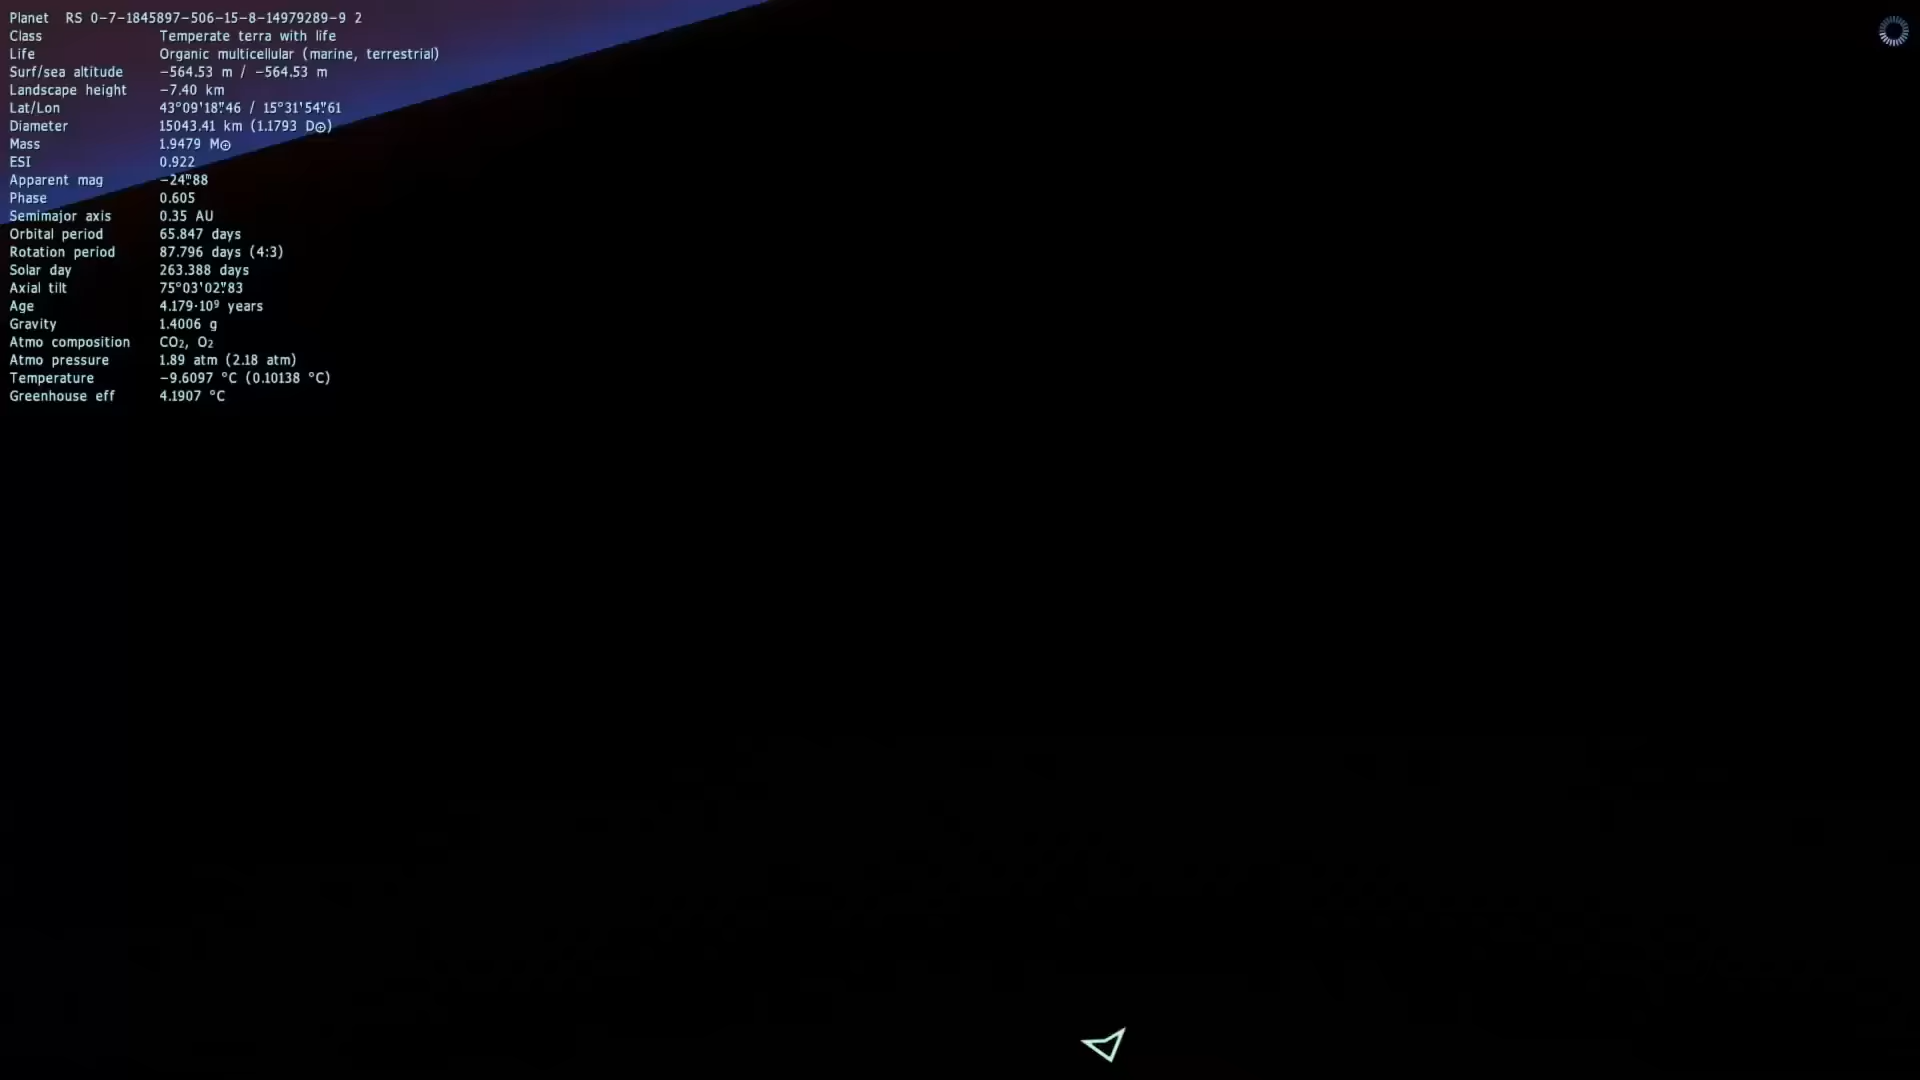 Planet RS 0-7-1845897-506-15-8-14979289-9 2
Class Temperate terra with life
Life Organic multicellular (marine, terrestrial)
Surf/sea altitude -564.53 m / -564.53 m
Landscape height -7.40 km
Lat/Lon 43°09'18"46 / 15°31'54"61
Diameter 15043.41 km (1.1793 D⊕)
Mass 1.9479 M⊕
ESI 0.922
Apparent mag -24ᵐ88
Phase 0.605
Semimajor axis 0.35 AU
Orbital period 65.847 days
Rotation period 87.796 days (4:3)
Solar day 263.388 days
Axial tilt 75°03'02"83
Age 4.179·10⁹ years
Gravity 1.4006 g
Atmo composition CO₂, O₂
Atmo pressure 1.89 atm (2.18 atm)
Temperature -9.6097 °C (0.10138 °C)
Greenhouse eff 4.1907 °C